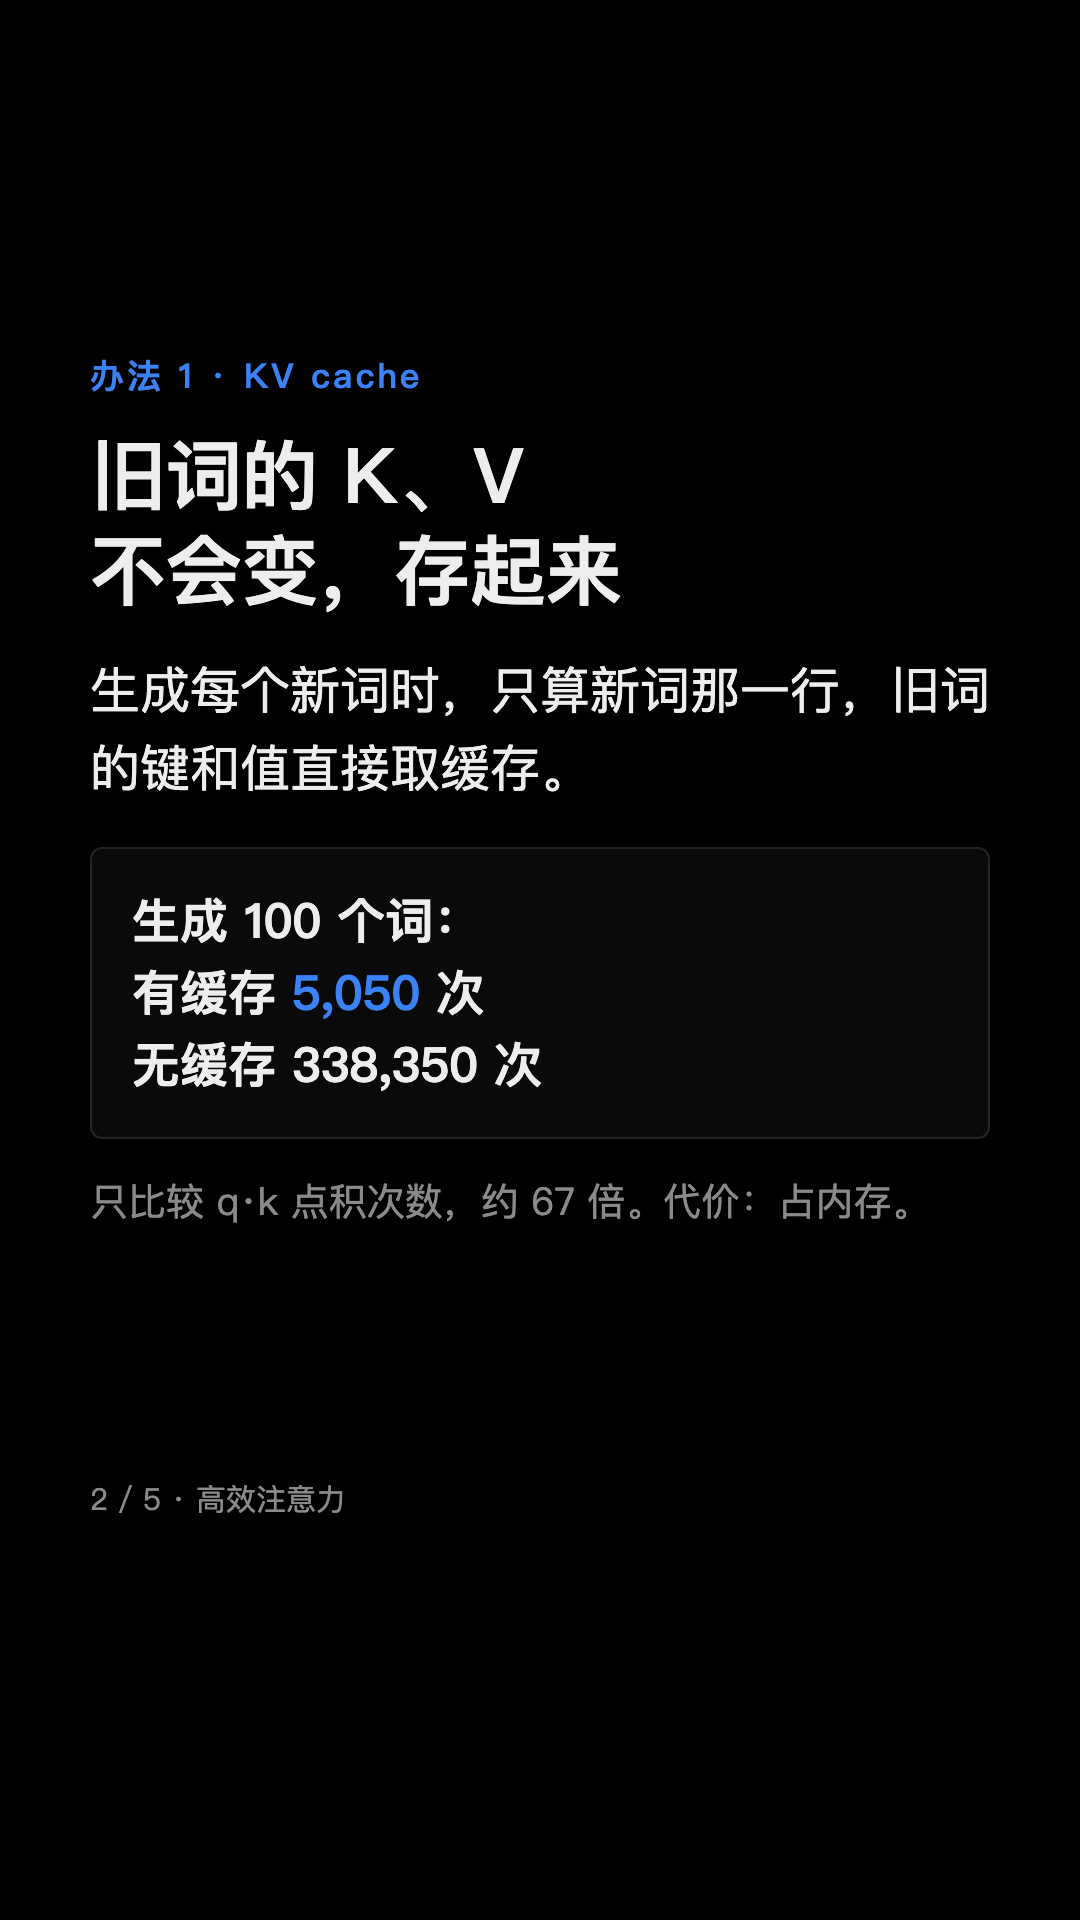 办法 1 · KV cache
旧词的 K、V
不会变，存起来
生成每个新词时，只算新词那一行，旧词
的键和值直接取缓存。
生成 100 个词：
有缓存 5,050 次
无缓存 338,350 次
只比较 q·k 点积次数，约 67 倍。代价：占内存。
2 / 5 · 高效注意力